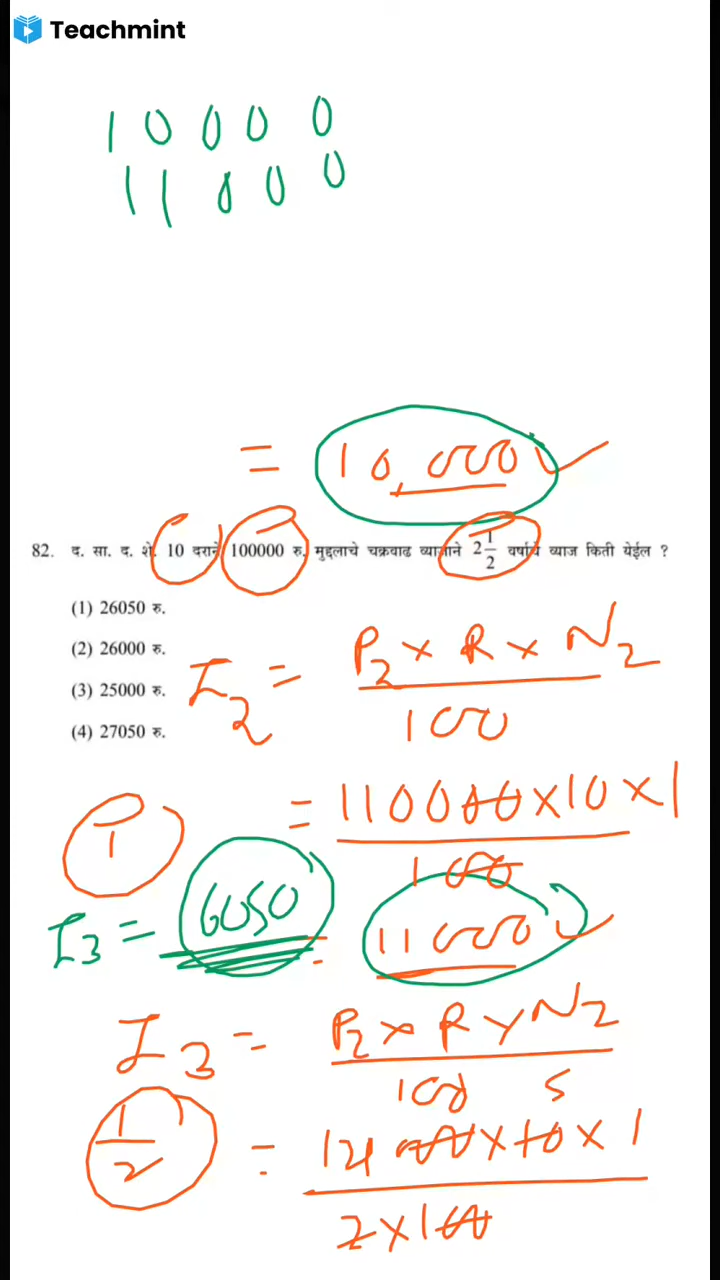 Teachmint
10000
11000
= 10,000
82. द. सा. द. शे. 10 दराने 100000 रु. मुद्दलाचे चक्रवाढ व्याजाने 2 1/2 वर्षाचे व्याज किती येईल ?
(1) 26050 रु.
(2) 26000 रु.
(3) 25000 रु.
(4) 27050 रु.
I2 = P2 × R × N2
100
1
= 110000 × 10 × 1
100
I3 = 6050
= 11000
I3 = P2 × R × N2
100
5
1/2
= 121000 × 10 × 1
2 × 100